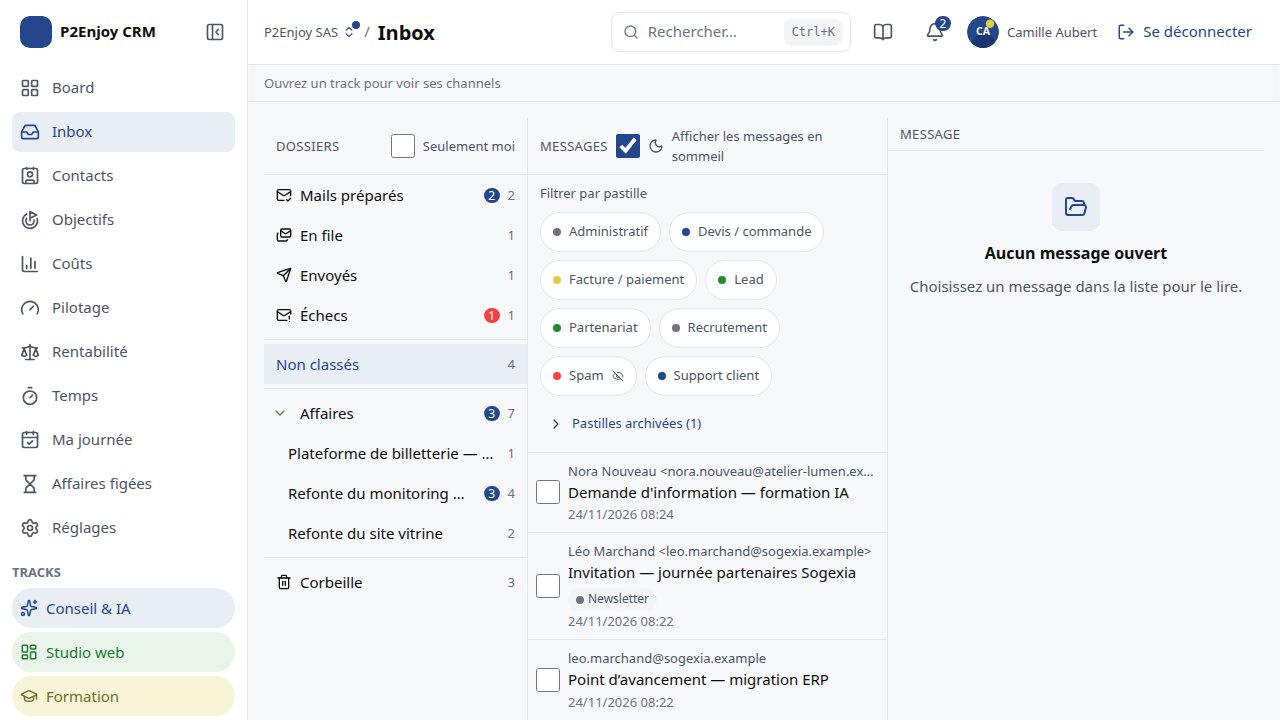 P2Enjoy CRM
Board
Inbox
Contacts
Objectifs
Coûts
Pilotage
Rentabilité
Temps
Ma journée
Affaires figées
Réglages
TRACKS
Conseil & IA
Studio web
Formation
P2Enjoy SAS / Inbox
Rechercher... Ctrl+K
2
CA Camille Aubert
Se déconnecter
Ouvrez un track pour voir ses channels
DOSSIERS Seulement moi
Mails préparés 2 2
En file 1
Envoyés 1
Échecs 1 1
Non classés 4
Affaires 3 7
Plateforme de billetterie — ... 1
Refonte du monitoring ... 3 4
Refonte du site vitrine 2
Corbeille 3
MESSAGES Afficher les messages en
sommeil
Filtrer par pastille
Administratif Devis / commande
Facture / paiement Lead
Partenariat Recrutement
Spam Support client
Pastilles archivées (1)
Nora Nouveau <nora.nouveau@atelier-lumen.ex...
Demande d'information — formation IA
24/11/2026 08:24
Léo Marchand <leo.marchand@sogexia.example>
Invitation — journée partenaires Sogexia
Newsletter
24/11/2026 08:22
leo.marchand@sogexia.example
Point d’avancement — migration ERP
24/11/2026 08:22
MESSAGE
Aucun message ouvert
Choisissez un message dans la liste pour le lire.